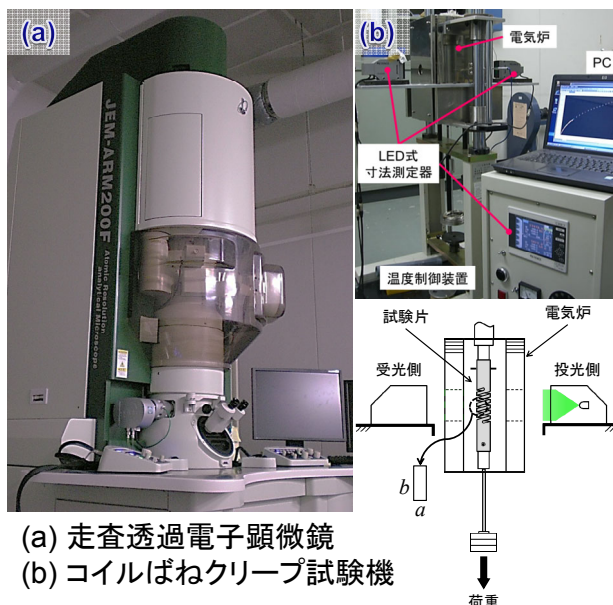 (a)
JEM-ARM200F
Atomic Resolution
analytical Microscope
(b)
電気炉
PC
LED式
寸法測定器
温度制御装置
試験片
電気炉
受光側
投光側
b
a
荷重
(a) 走査透過電子顕微鏡
(b) コイルばねクリープ試験機